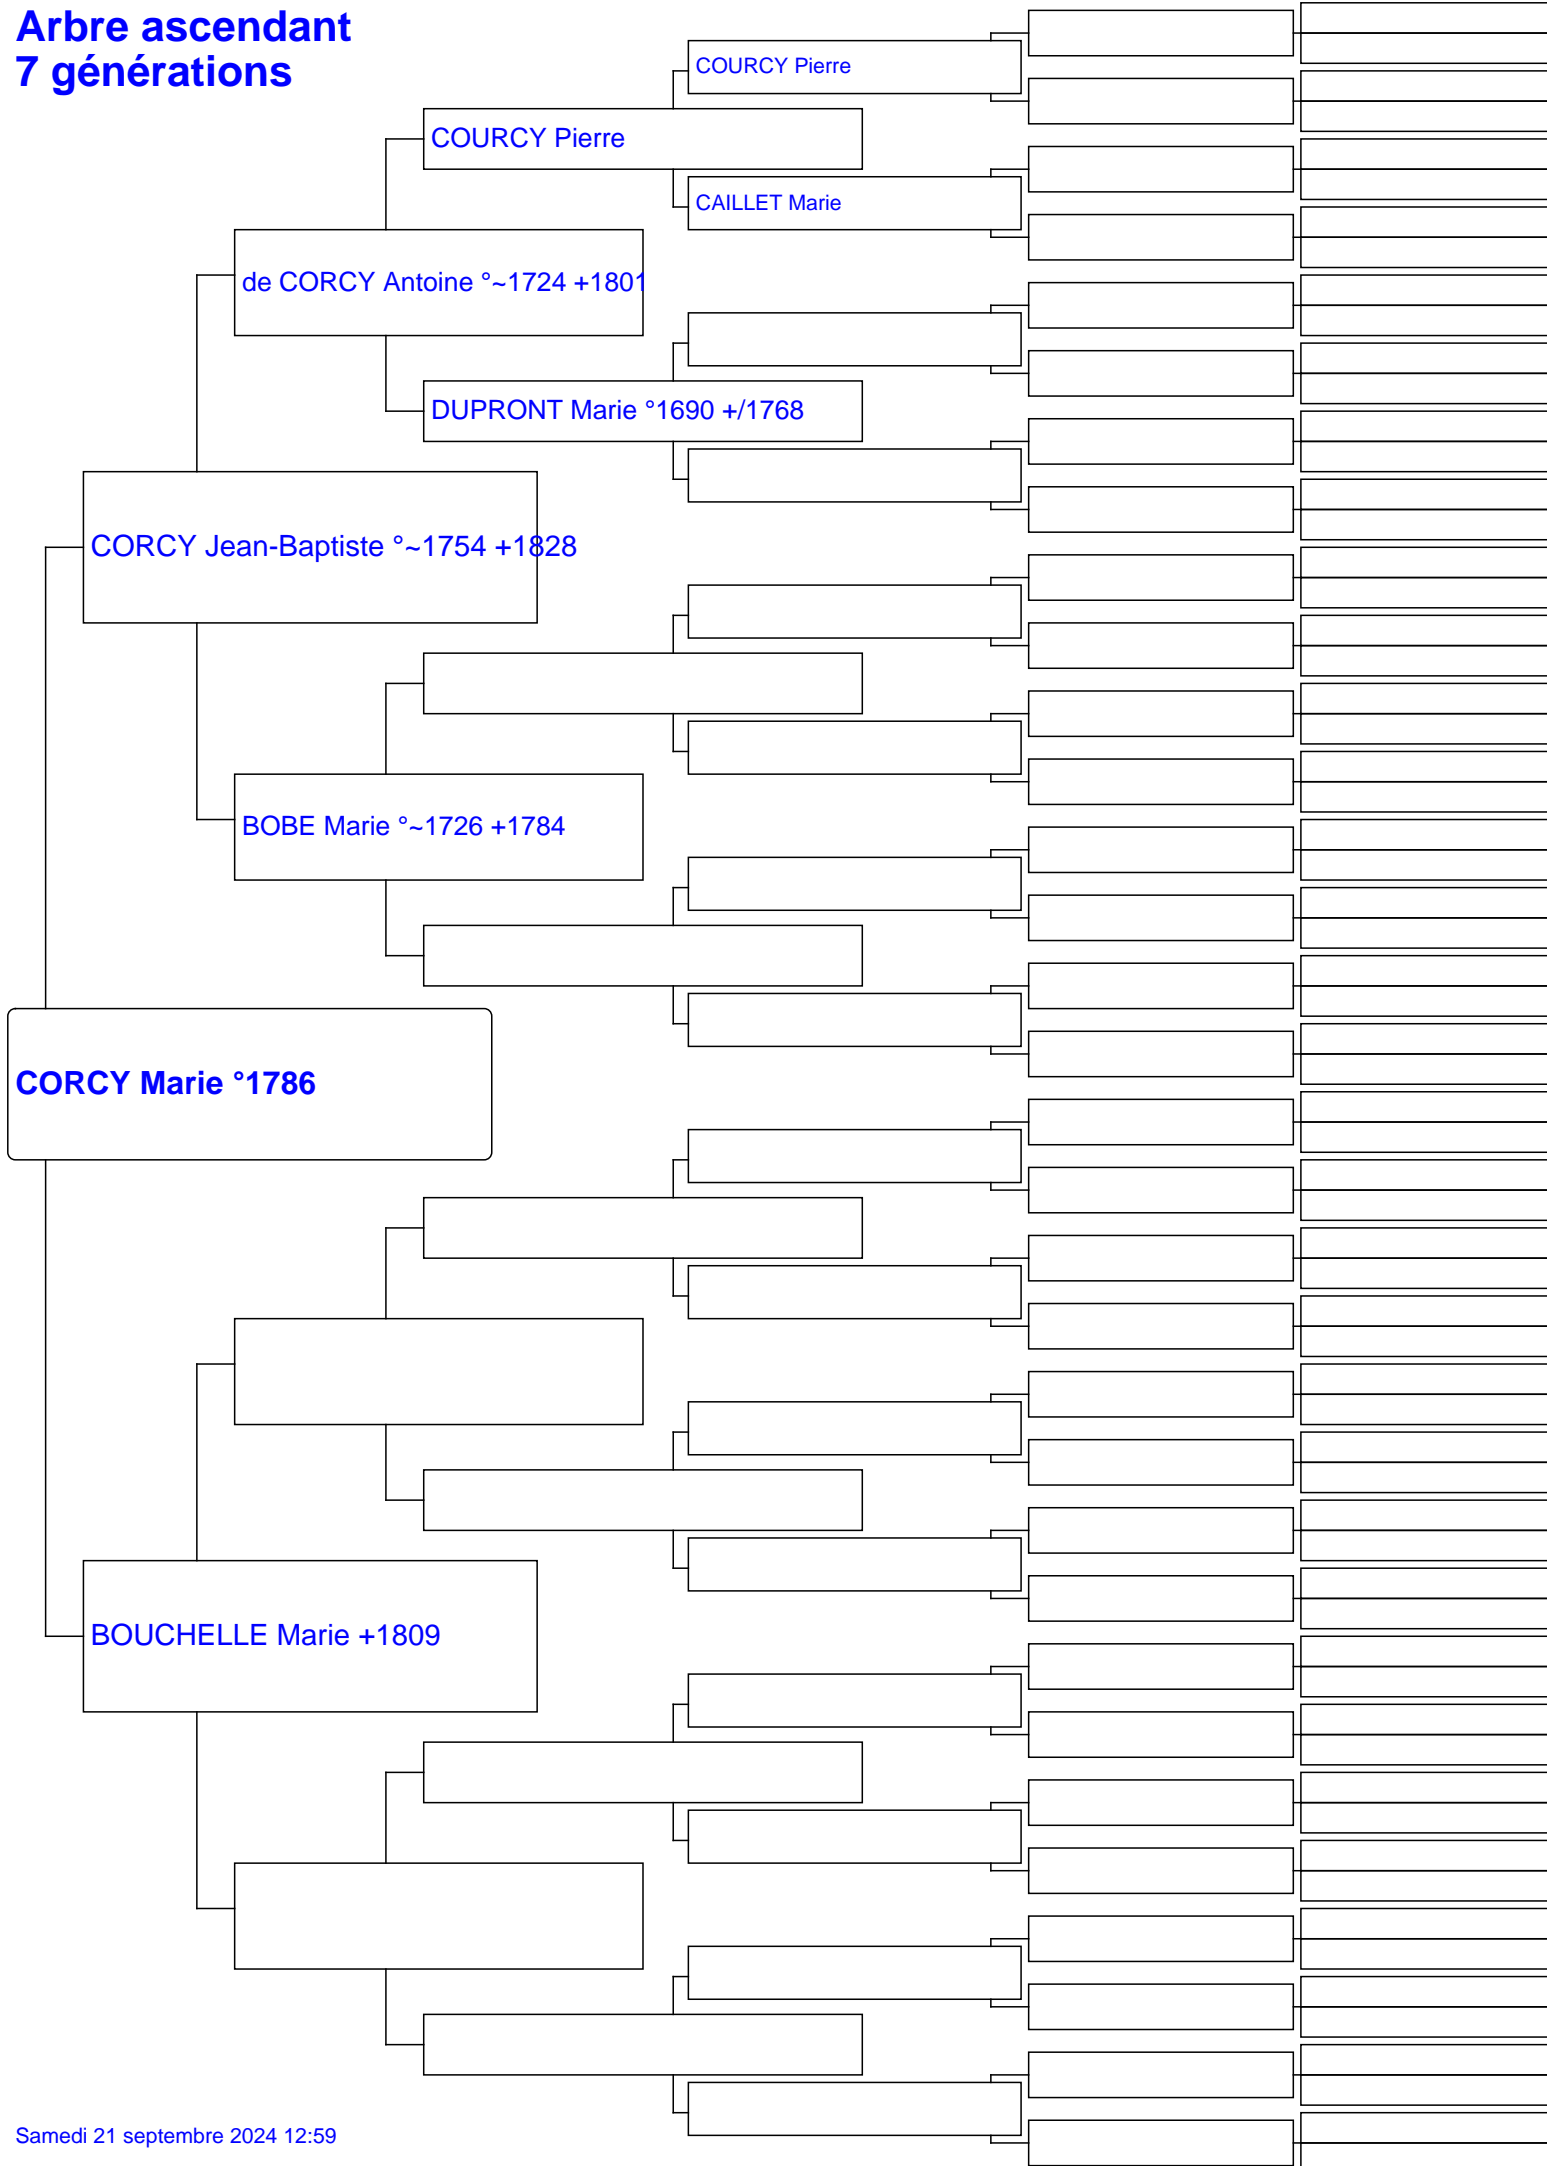 Arbre ascendant
7 générations
COURCY Pierre
COURCY Pierre
CAILLET Marie
de CORCY Antoine °~1724 +1801
DUPRONT Marie °1690 +/1768
CORCY Jean-Baptiste °~1754 +1828
BOBE Marie °~1726 +1784
CORCY Marie °1786
BOUCHELLE Marie +1809
Samedi 21 septembre 2024 12:59